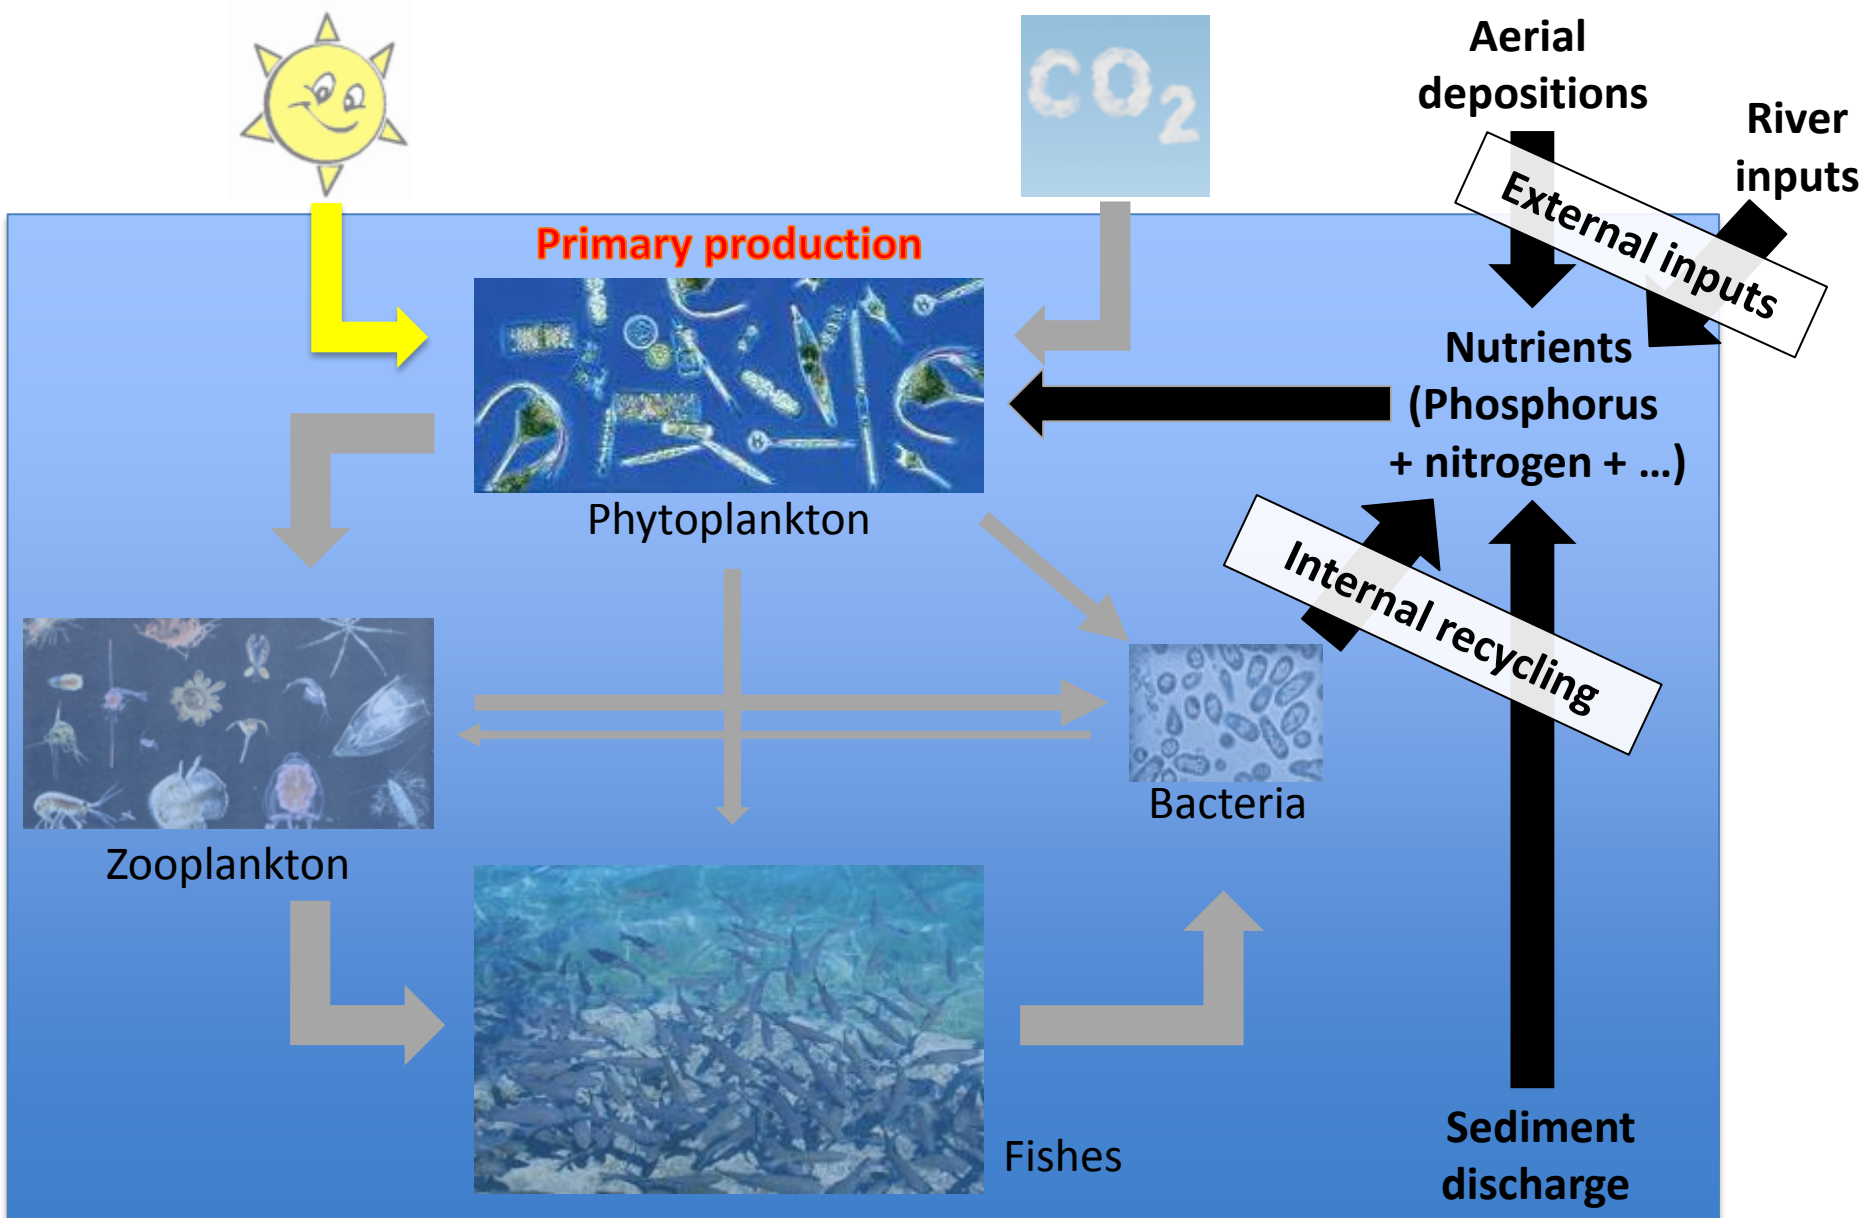 CO2
Aerial
depositions
River
inputs
External inputs
Primary production
Nutrients
(Phosphorus
+ nitrogen + ...)
Phytoplankton
Internal recycling
Bacteria
Zooplankton
Fishes
Sediment
discharge